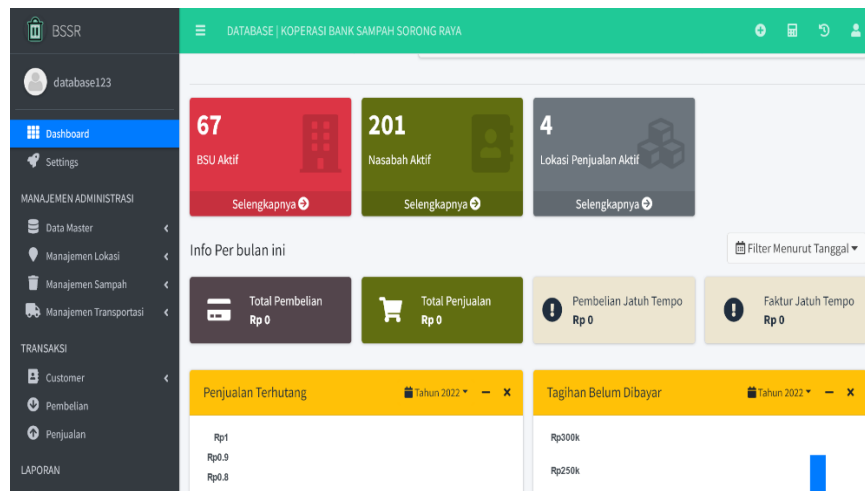 BSSR
DATABASE | KOPERASI BANK SAMPAH SORONG RAYA
database123
Dashboard
Settings
MANAJEMEN ADMINISTRASI
Data Master
Manajemen Lokasi
Manajemen Sampah
Manajemen Transportasi
TRANSAKSI
Customer
Pembelian
Penjualan
LAPORAN
67
BSU Aktif
Selengkapnya
201
Nasabah Aktif
Selengkapnya
4
Lokasi Penjualan Aktif
Selengkapnya
Info Per bulan ini
Filter Menurut Tanggal
Total Pembelian
Rp 0
Total Penjualan
Rp 0
Pembelian Jatuh Tempo
Rp 0
Faktur Jatuh Tempo
Rp 0
Penjualan Terhutang
Tahun 2022
Rp1
Rp0.9
Rp0.8
Tagihan Belum Dibayar
Tahun 2022
Rp300k
Rp250k